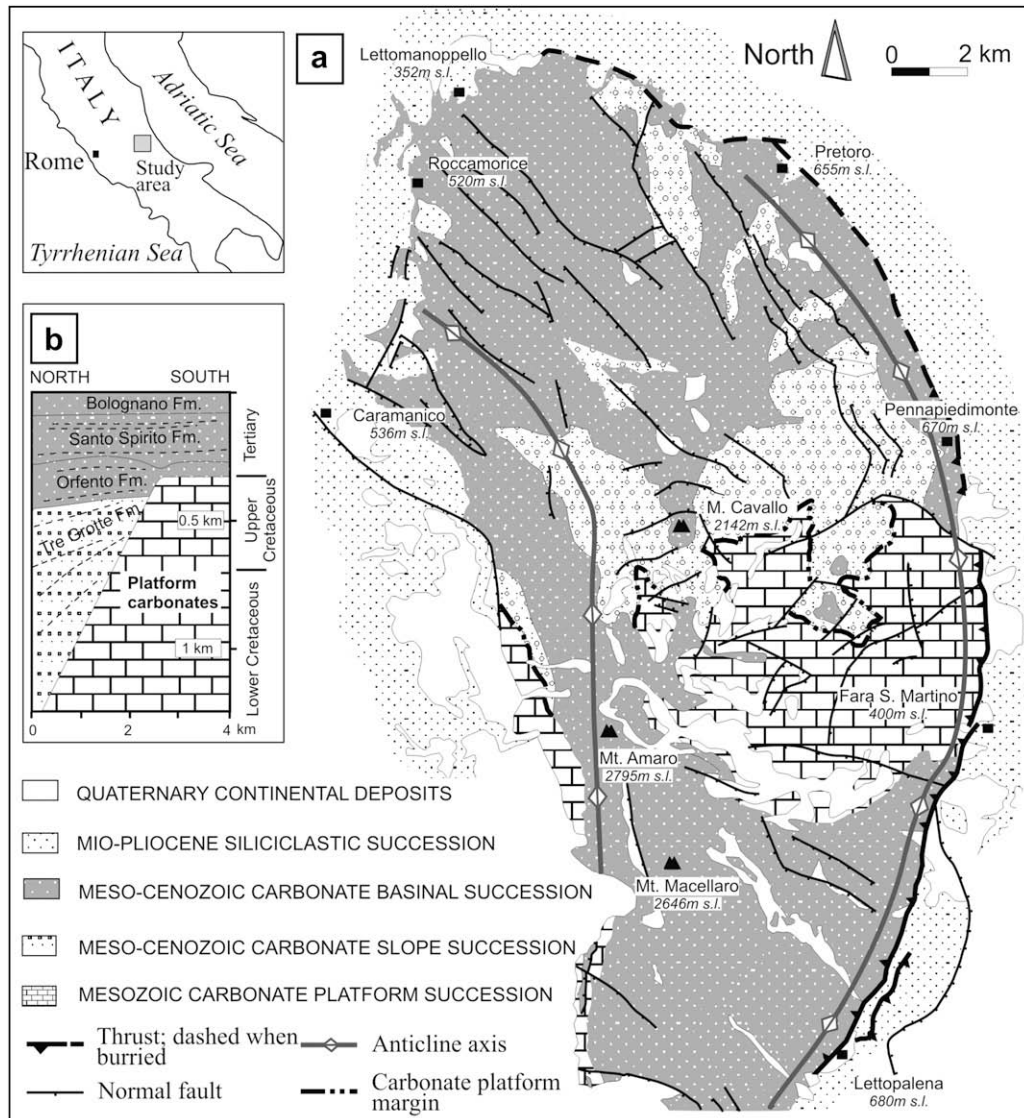 ITALY
Adriatic Sea
Rome
Study
area
Tyrrhenian Sea
a
North
0 2 km
Lettomanoppello
352m s.l.
Roccamorice
520m s.l.
Pretoro
655m s.l.
Caramanico
536m s.l.
Pennapiedimonte
670m s.l.
M. Cavallo
2142m s.l.
Fara S. Martino
400m s.l.
Mt. Amaro
2795m s.l.
Mt. Macellaro
2646m s.l.
Lettopalena
680m s.l.
b
NORTH SOUTH
Bolognano Fm.
Santo Spirito Fm.
Orfento Fm.
Tre Grotte Fm.
0.5 km
Platform
carbonates
1 km
Tertiary
Upper
Cretaceous
Lower Cretaceous
0 2 4 km
QUATERNARY CONTINENTAL DEPOSITS
MIO-PLIOCENE SILICICLASTIC SUCCESSION
MESO-CENOZOIC CARBONATE BASINAL SUCCESSION
MESO-CENOZOIC CARBONATE SLOPE SUCCESSION
MESOZOIC CARBONATE PLATFORM SUCCESSION
Thrust; dashed when
burried
Anticline axis
Normal fault
Carbonate platform
margin